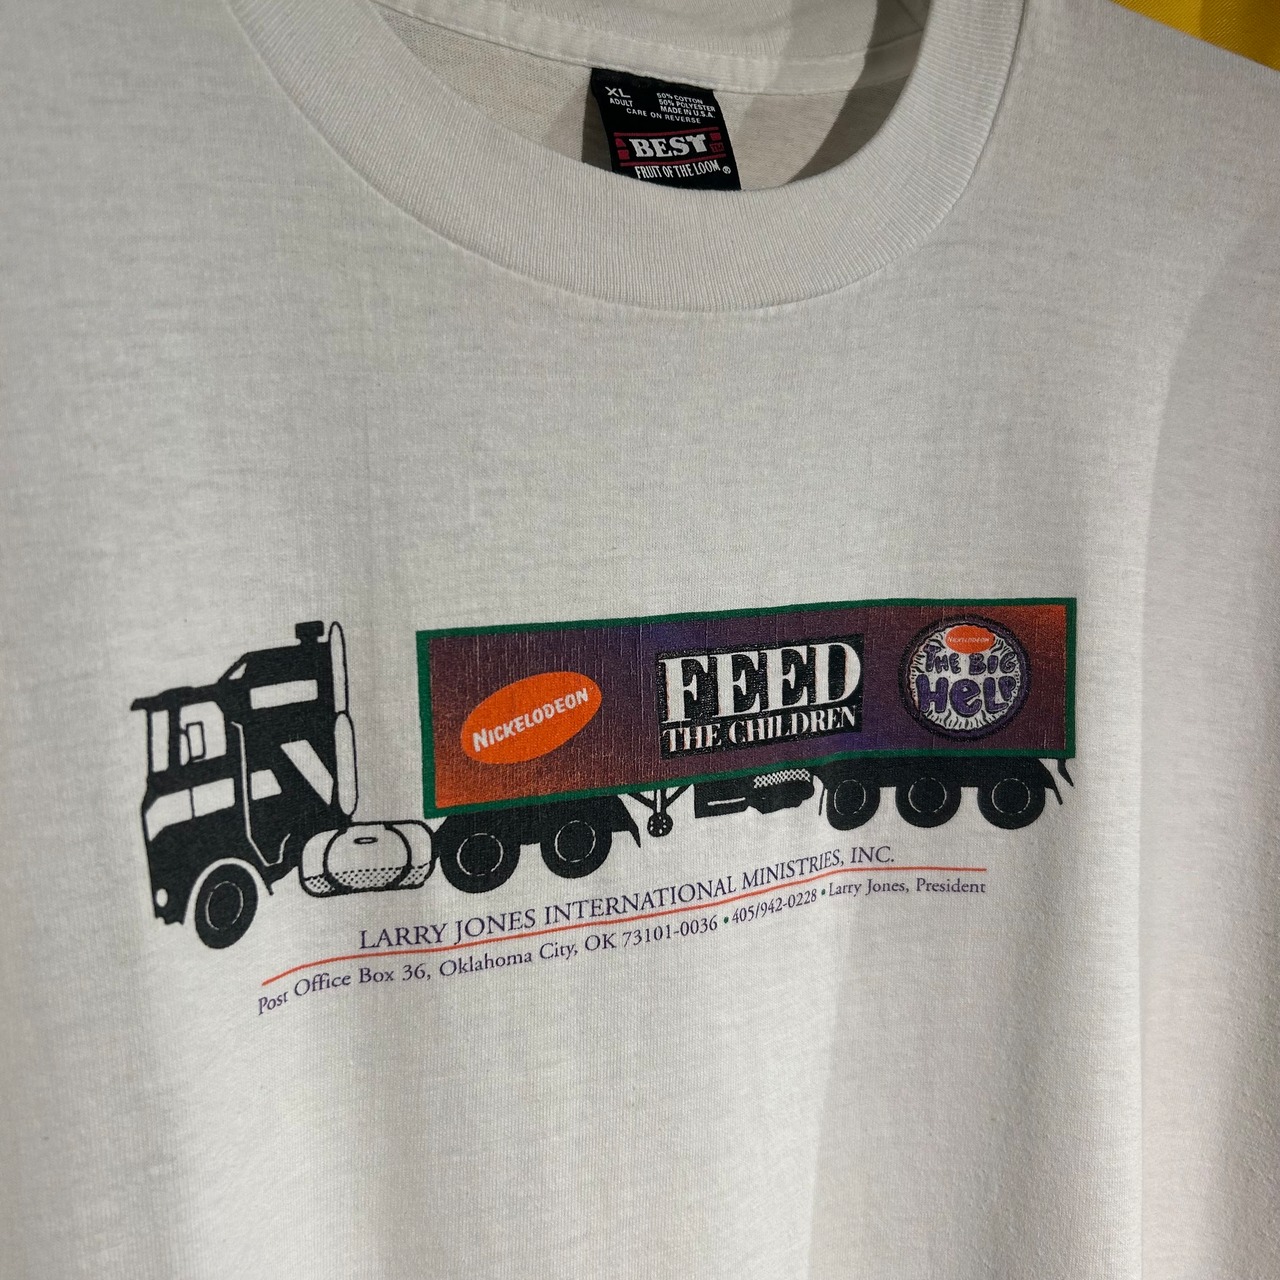 XL
ADULT
50% COTTON
50% POLYESTER
MADE IN U.S.A.
CARE ON REVERSE
BEST™
FRUIT OF THE LOOM®
NICKELODEON
FEED
THE CHILDREN
NICKELODEON
THE BIG
HELP
LARRY JONES INTERNATIONAL MINISTRIES, INC.
Post Office Box 36, Oklahoma City, OK 73101-0036 • 405/942-0228 • Larry Jones, President